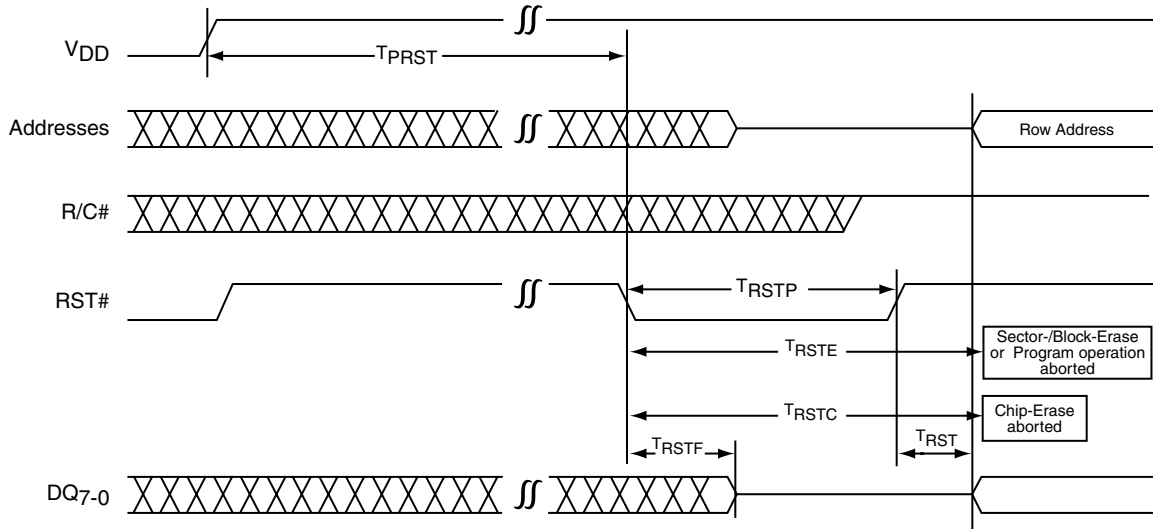 VDD
TPRST
Addresses
Row Address
R/C#
RST#
TRSTP
TRSTE
Sector-/Block-Erase
or Program operation
aborted
TRSTC
Chip-Erase
aborted
TRSTF
TRST
DQ7-0